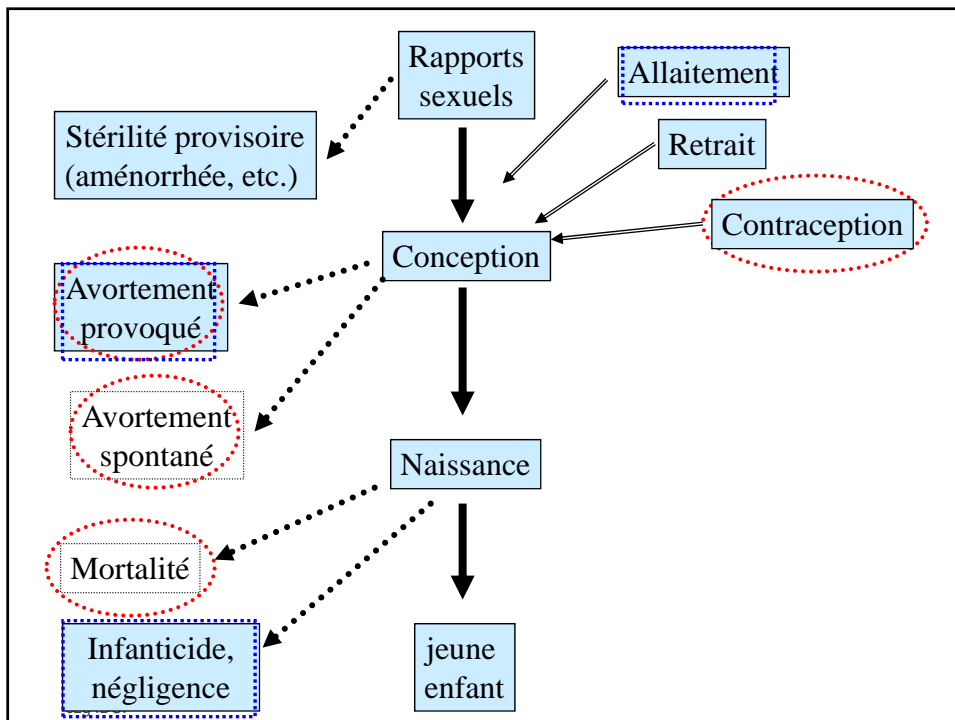 Rapports
sexuels
Allaitement
Stérilité provisoire
(aménorrhée, etc.)
Retrait
Contraception
Conception
Avortement
provoqué
Avortement
spontané
Naissance
Mortalité
Infanticide,
négligence
jeune
enfant